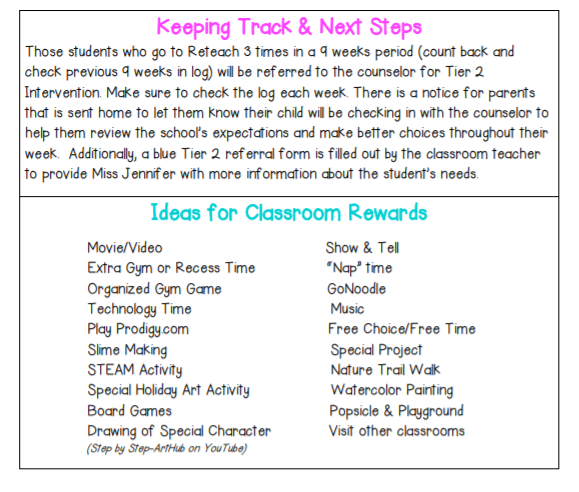 Keeping Track & Next Steps
Those students who go to Reteach 3 times in a 9 weeks period (count back and
check previous 9 weeks in log) will be referred to the counselor for Tier 2
Intervention. Make sure to check the log each week. There is a notice for parents
that is sent home to let them know their child will be checking in with the counselor to
help them review the school's expectations and make better choices throughout their
week. Additionally, a blue Tier 2 referral form is filled out by the classroom teacher
to provide Miss Jennifer with more information about the student's needs.
Ideas for Classroom Rewards
Movie/Video
Extra Gym or Recess Time
Organized Gym Game
Technology Time
Play Prodigy.com
Slime Making
STEAM Activity
Special Holiday Art Activity
Board Games
Drawing of Special Character
(Step by Step-ArtHub on YouTube)
Show & Tell
"Nap" time
GoNoodle
Music
Free Choice/Free Time
Special Project
Nature Trail Walk
Watercolor Painting
Popsicle & Playground
Visit other classrooms